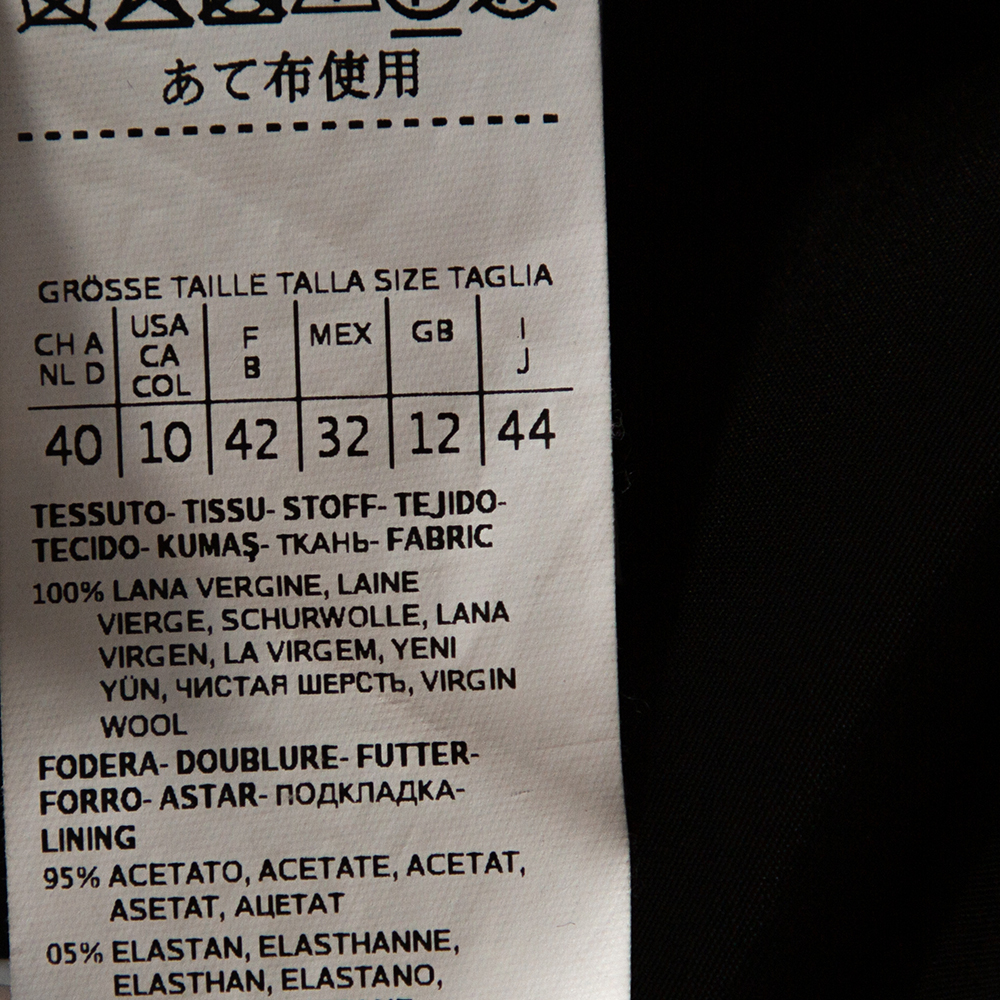 あて布使用
GRÖSSE TAILLE TALLA SIZE TAGLIA
CH A NL D
USA CA COL
F B
MEX
GB
I J
40 10 42 32 12 44
TESSUTO- TISSU- STOFF- TEJIDO-
TECIDO- KUMAŞ- ТКАНЬ- FABRIC
100% LANA VERGINE, LAINE
VIERGE, SCHURWOLLE, LANA
VIRGEN, LA VIRGEM, YENI
YÜN, ЧИСТАЯ ШЕРСТЬ, VIRGIN
WOOL
FODERA- DOUBLURE- FUTTER-
FORRO- ASTAR- ПОДКЛАДКА-
LINING
95% ACETATO, ACETATE, ACETAT,
ASETAT, АЦЕТАТ
05% ELASTAN, ELASTHANNE,
ELASTHAN, ELASTANO,